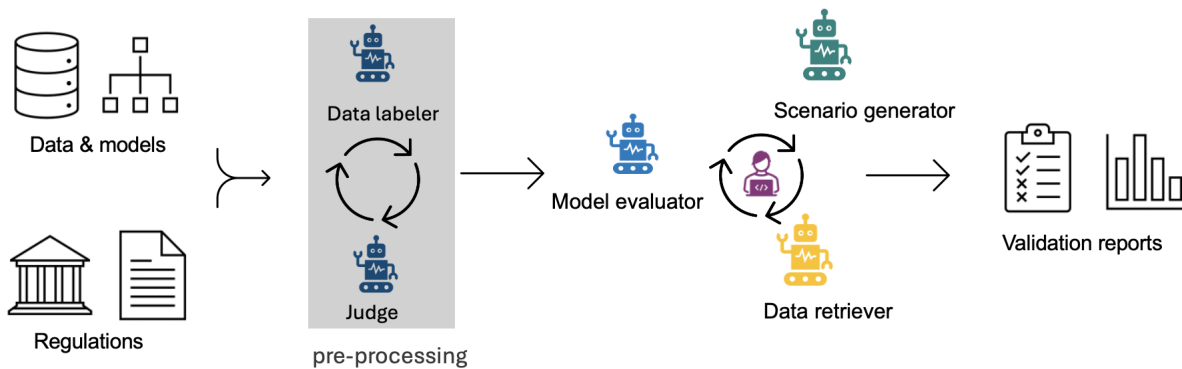 Data & models
Regulations
Data labeler
Judge
pre-processing
Model evaluator
Scenario generator
</>
Data retriever
Validation reports